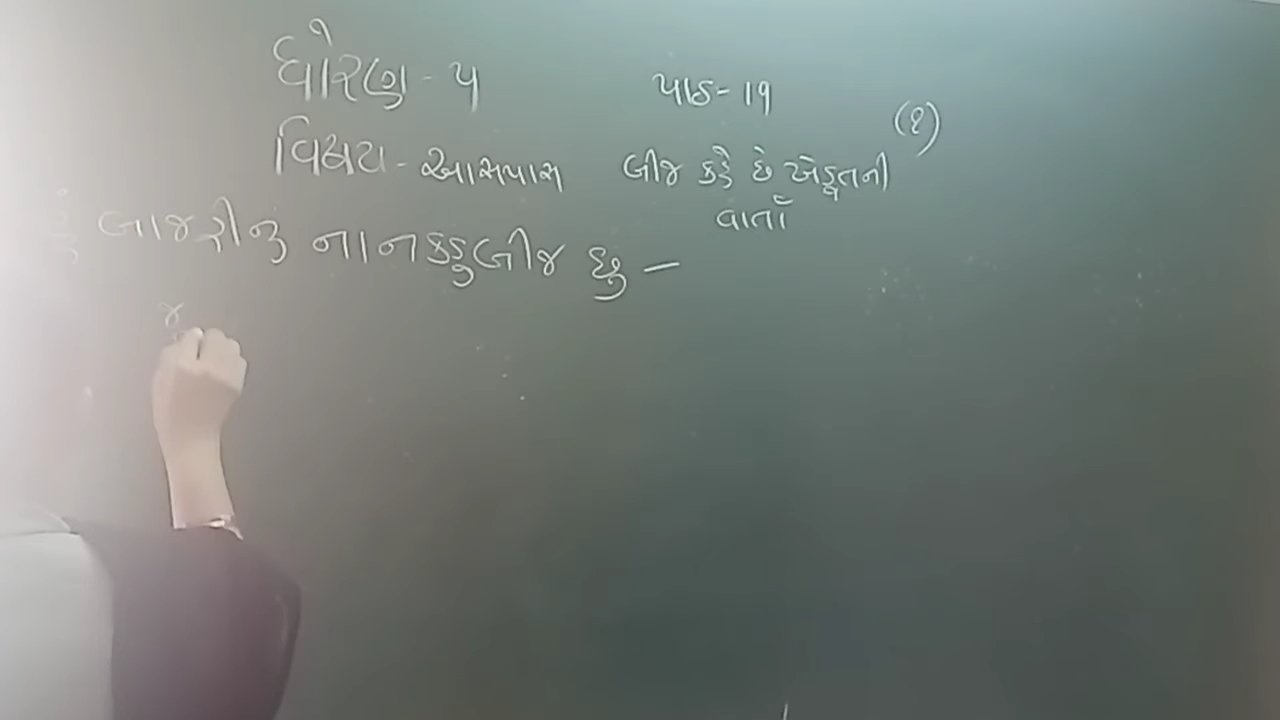 ધોરણ - ૫
પાઠ - ૧૧
(૧)
વિષય - આસપાસ
બીજ કહે છે ખેડૂતની
વાર્તા
હું બાજરીનું નાનકડુ બીજ છુ -
જ